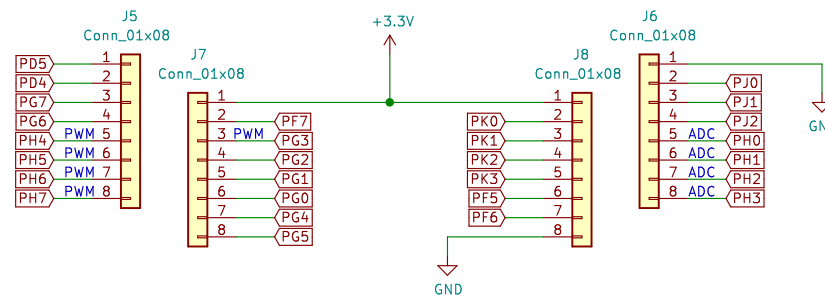 J5
Conn_01x08
PD5 1
PD4 2
PG7 3
PG6 4
PH4 PWM 5
PH5 PWM 6
PH6 PWM 7
PH7 PWM 8
J7
Conn_01x08
1
2 PF7
3 PWM PG3
4 PG2
5 PG1
6 PG0
7 PG4
8 PG5
+3.3V
J8
Conn_01x08
1
PK0 2
PK1 3
PK2 4
PK3 5
PF5 6
PF6 7
8
GND
J6
Conn_01x08
1
2 PJ0
3 PJ1
4 PJ2
5 ADC PH0
6 ADC PH1
7 ADC PH2
8 ADC PH3